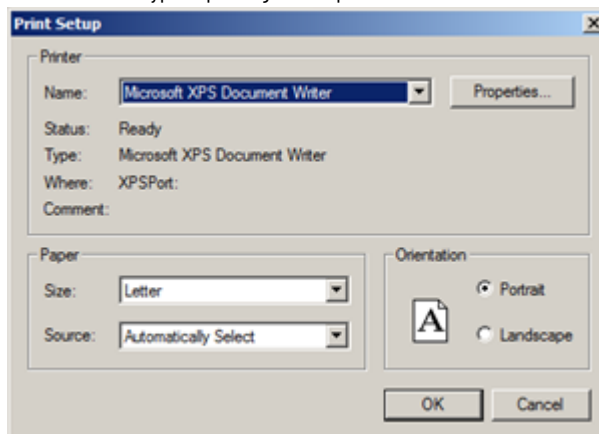 Print Setup
Printer
Name: Microsoft XPS Document Writer Properties...
Status: Ready
Type: Microsoft XPS Document Writer
Where: XPSPort:
Comment:
Paper Orientation
Size: Letter Portrait
A
Source: Automatically Select Landscape
OK Cancel